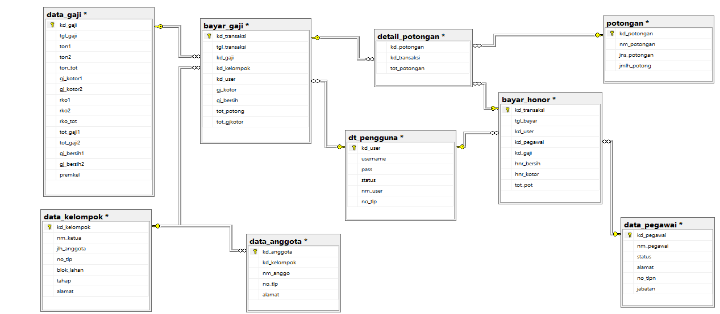 data_gaji *
kd_gaji
tgl_gaji
ton1
ton2
ton_tot
gj_kotor1
gj_kotor2
rko1
rko2
rko_tot
tot_gaji1
tot_gaji2
gj_bersih1
gj_bersih2
premkel
bayar_gaji *
kd_transaksi
tgl_transaksi
kd_gaji
kd_kelompok
kd_user
gj_kotor
gj_bersih
tot_potong
tot_gjkotor
detail_potongan *
kd_potongan
kd_transaksi
tot_potongan
potongan *
kd_potongan
nm_potongan
jns_potongan
jmlh_potong
dt_pengguna *
kd_user
username
pass
status
nm_user
no_tlp
bayar_honor *
kd_transaksi
tgl_bayar
kd_user
kd_pegawai
kd_gaji
hnr_bersih
hnr_kotor
tot_pot
data_kelompok *
kd_kelompok
nm_ketua
jlh_anggota
no_tlp
blok_lahan
tahap
alamat
data_anggota *
kd_anggota
kd_kelompok
nm_anggo
no_tlp
alamat
data_pegawai *
kd_pegawai
nm_pegawai
status
alamat
no_tlpn
jabatan